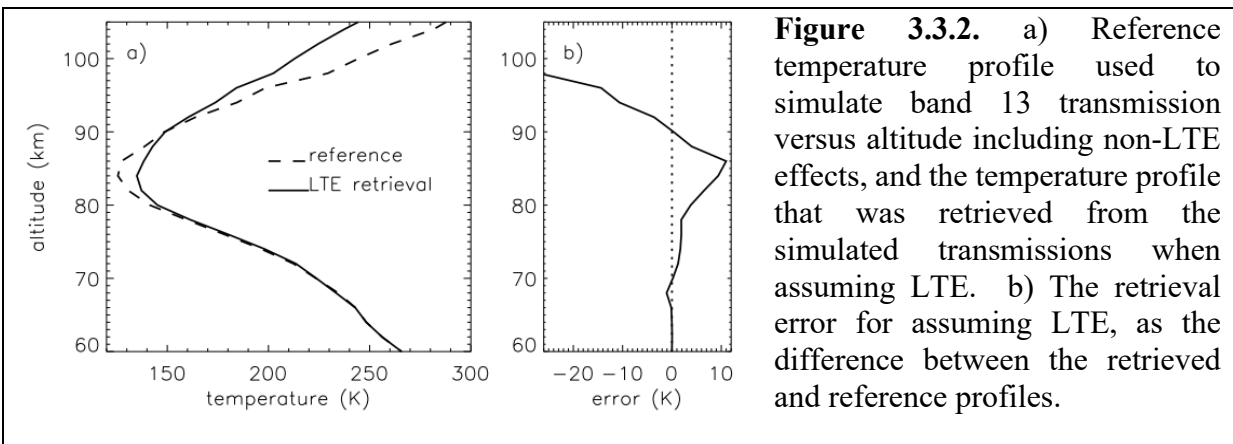 a)
100
90
80
70
60
altitude (km)
reference
LTE retrieval
150 200 250 300
temperature (K)
b)
100
90
80
70
60
−20 −10 0 10
error (K)
Figure 3.3.2. a) Reference
temperature profile used to
simulate band 13 transmission
versus altitude including non-LTE
effects, and the temperature profile
that was retrieved from the
simulated transmissions when
assuming LTE. b) The retrieval
error for assuming LTE, as the
difference between the retrieved
and reference profiles.